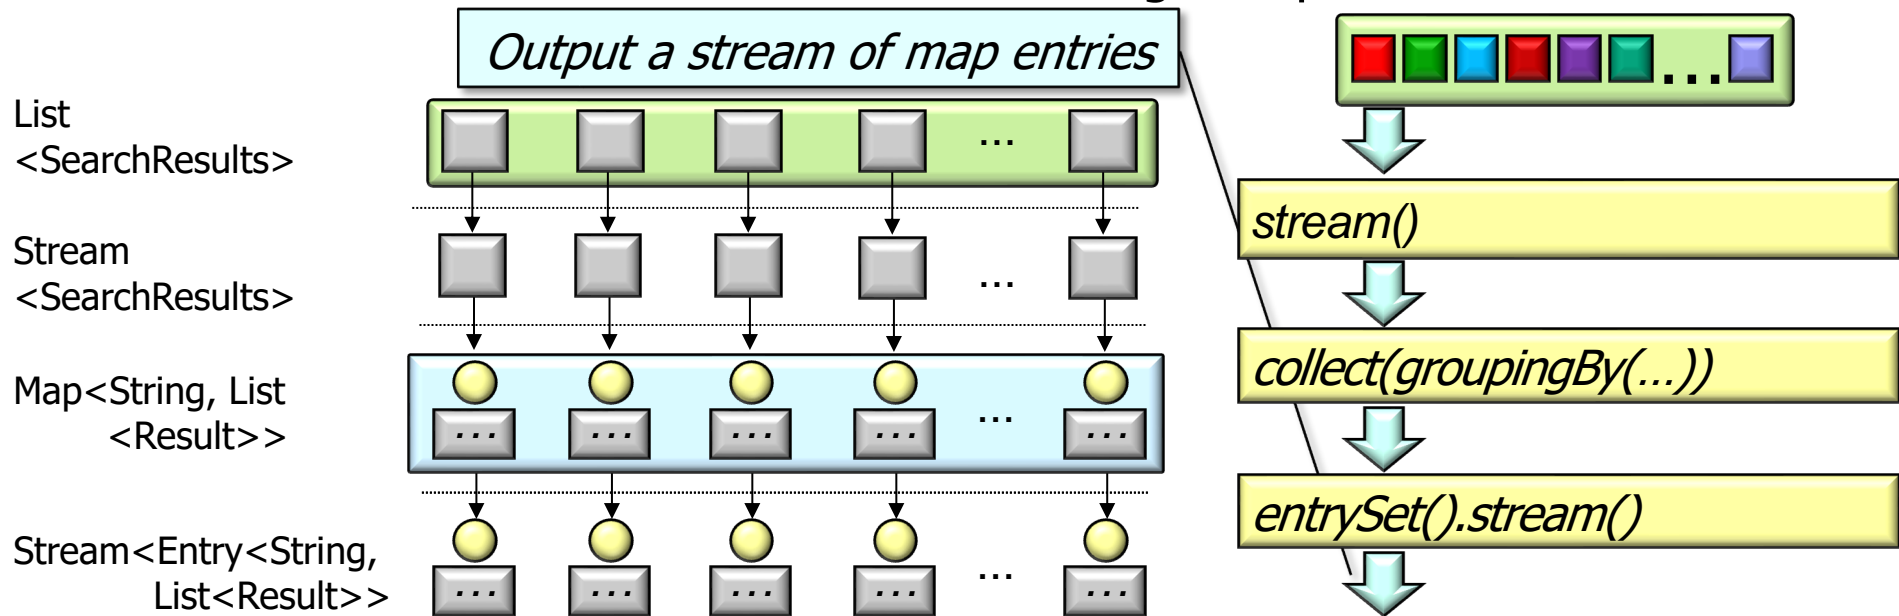 Output a stream of map entries
...
List
<SearchResults>
...
stream()
Stream
<SearchResults>
...
collect(groupingBy(...))
Map<String, List
<Result>>
... ... ... ... ... ...
entrySet().stream()
Stream<Entry<String,
List<Result>>
... ... ... ... ... ...